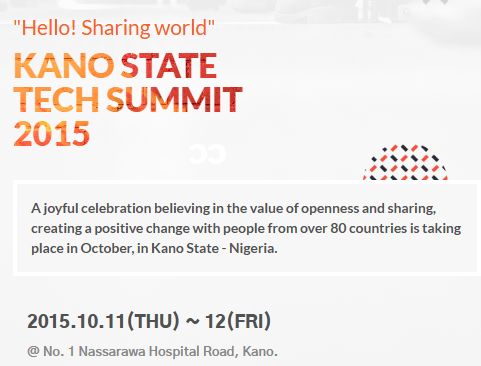 "Hello! Sharing world"
KANO STATE
TECH SUMMIT
2015
A joyful celebration believing in the value of openness and sharing,
creating a positive change with people from over 80 countries is taking
place in October, in Kano State - Nigeria.
2015.10.11(THU) ~ 12(FRI)
@ No. 1 Nassarawa Hospital Road, Kano.